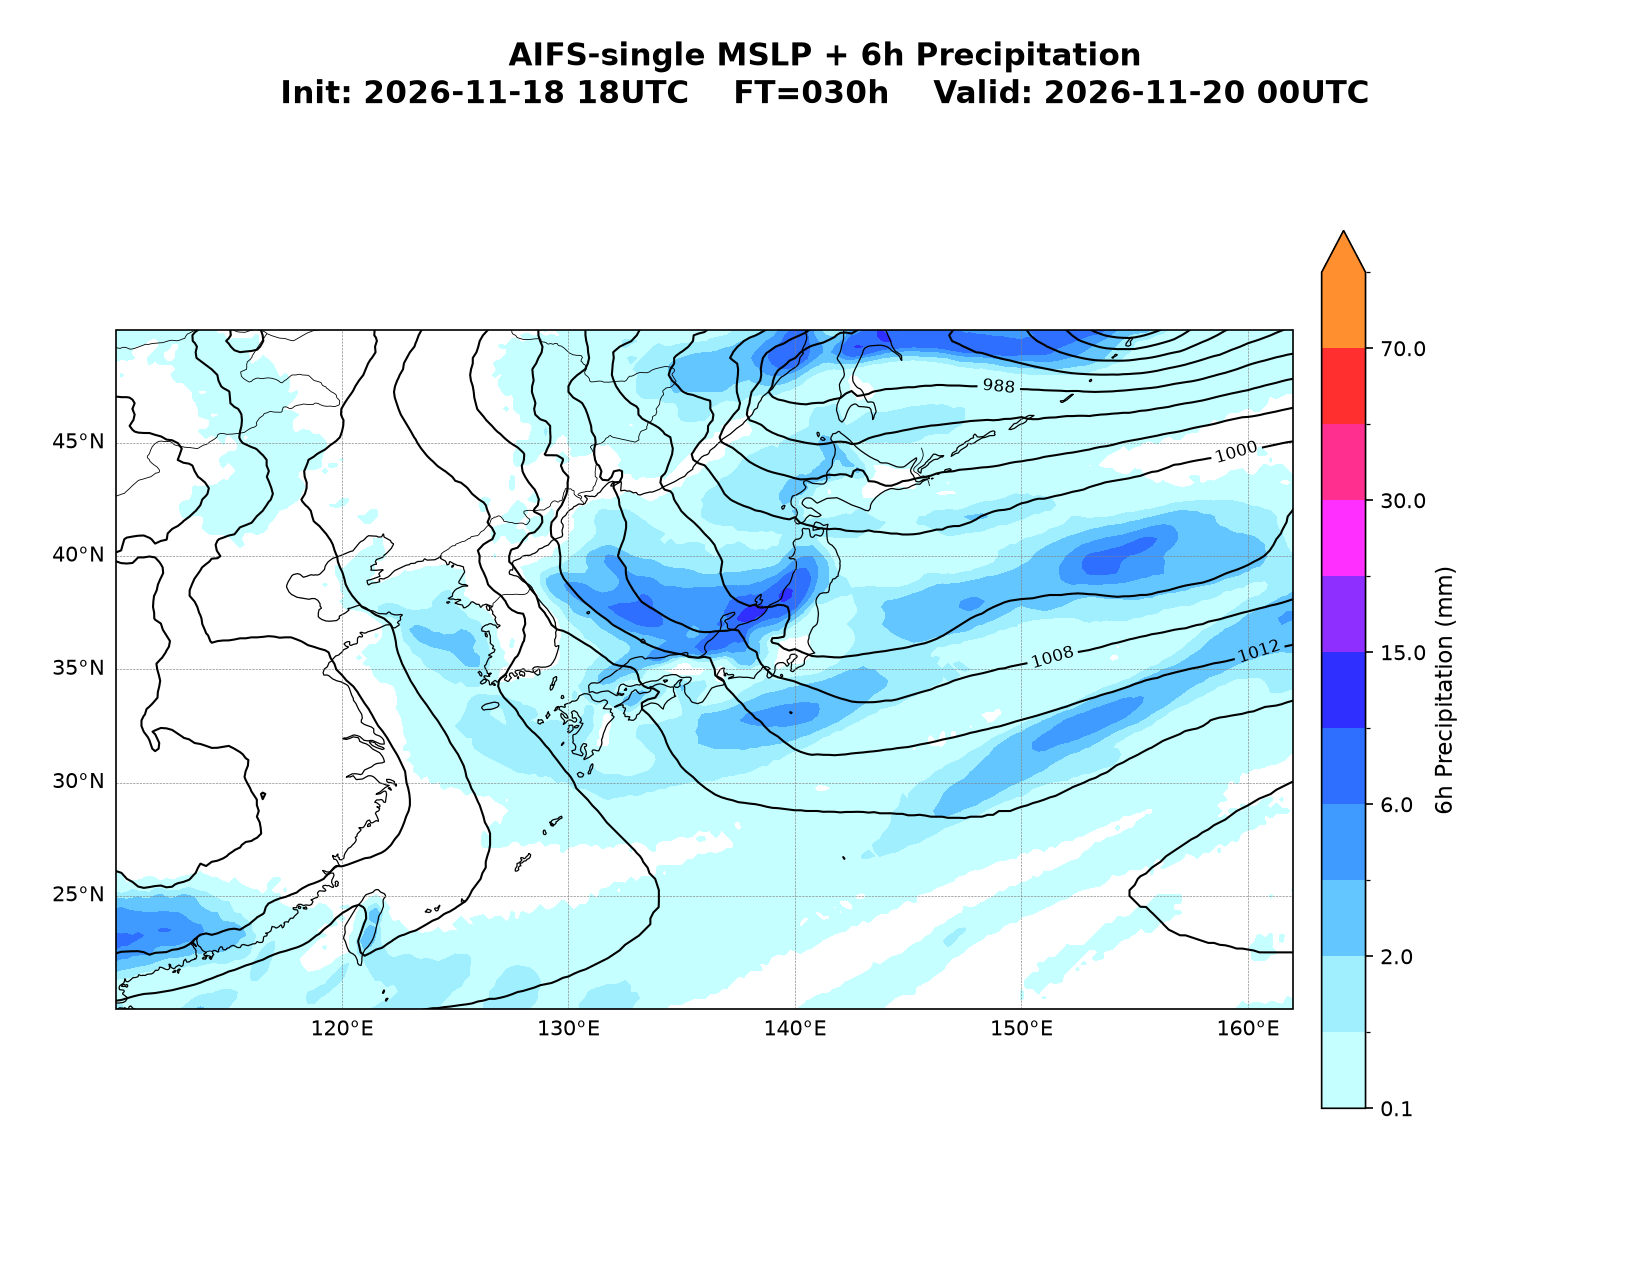 AIFS-single MSLP + 6h Precipitation
Init: 2026-11-18 18UTC    FT=030h    Valid: 2026-11-20 00UTC
988
1000
1008
1012
45°N
40°N
35°N
30°N
25°N
120°E
130°E
140°E
150°E
160°E
70.0
30.0
15.0
6.0
2.0
0.1
6h Precipitation (mm)